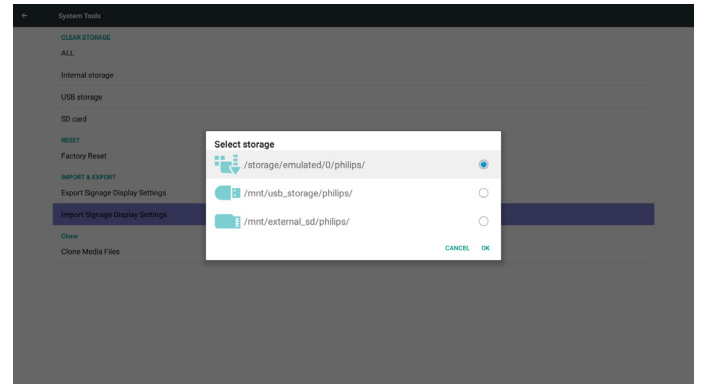 System Tools
CLEAR STORAGE
ALL
Internal storage
USB storage
SD card
RESET
Factory Reset
IMPORT & EXPORT
Export Signage Display Settings
Import Signage Display Settings
Clone
Clone Media Files
Select storage
/storage/emulated/0/philips/
/mnt/usb_storage/philips/
/mnt/external_sd/philips/
CANCEL OK